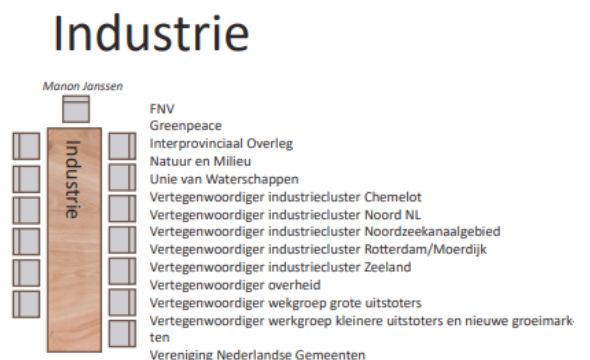 Industrie
Manon Janssen
Industrie
FNV
Greenpeace
Interprovinciaal Overleg
Natuur en Milieu
Unie van Waterschappen
Vertegenwoordiger industriecluster Chemelot
Vertegenwoordiger industriecluster Noord NL
Vertegenwoordiger industriecluster Noordzeekanaalgebied
Vertegenwoordiger industriecluster Rotterdam/Moerdijk
Vertegenwoordiger industriecluster Zeeland
Vertegenwoordiger overheid
Vertegenwoordiger wekgroep grote uitstoters
Vertegenwoordiger werkgroep kleinere uitstoters en nieuwe groeimark-
ten
Vereniging Nederlandse Gemeenten